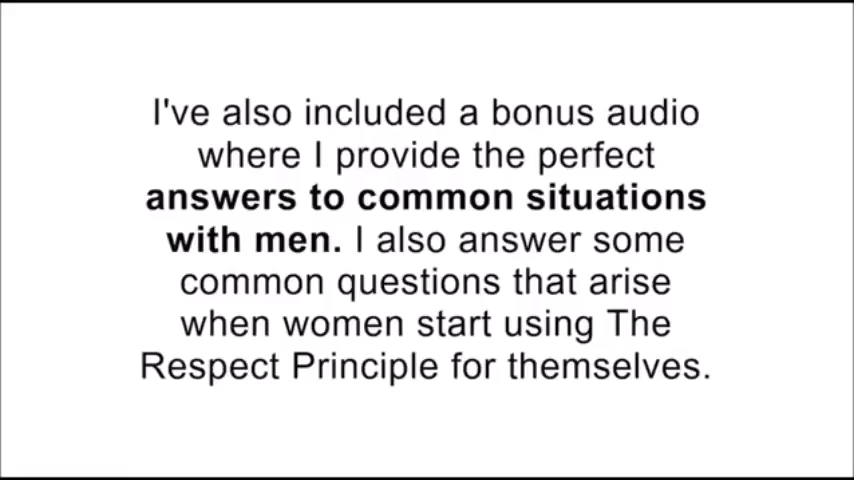 I've also included a bonus audio
where I provide the perfect
answers to common situations
with men. I also answer some
common questions that arise
when women start using The
Respect Principle for themselves.